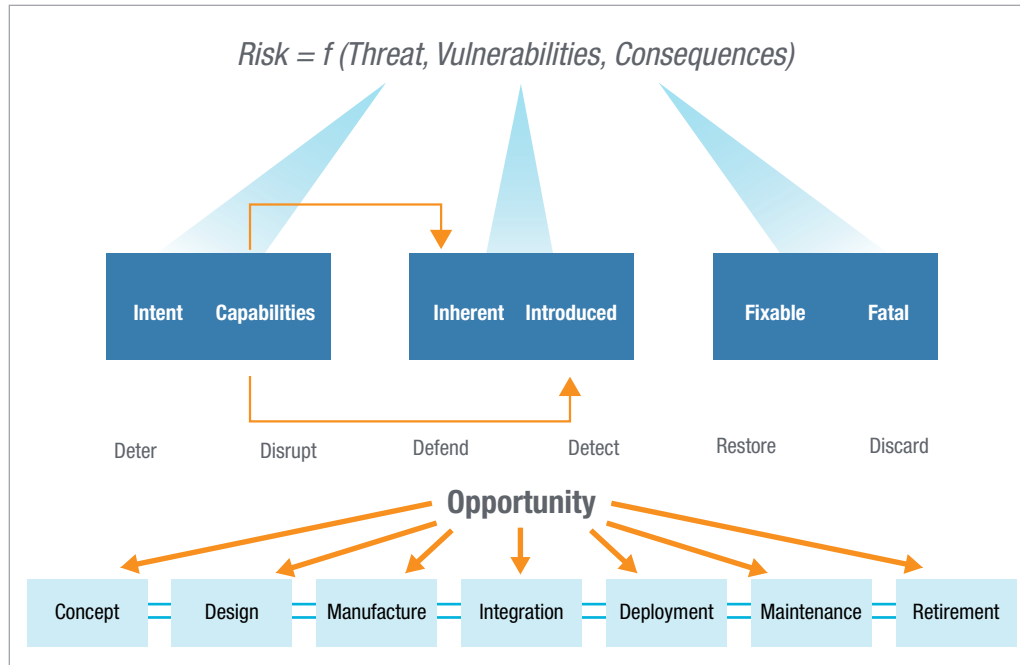 Risk = f (Threat, Vulnerabilities, Consequences)
Intent Capabilities
Inherent Introduced
Fixable Fatal
Deter Disrupt Defend Detect Restore Discard
Opportunity
Concept Design Manufacture Integration Deployment Maintenance Retirement